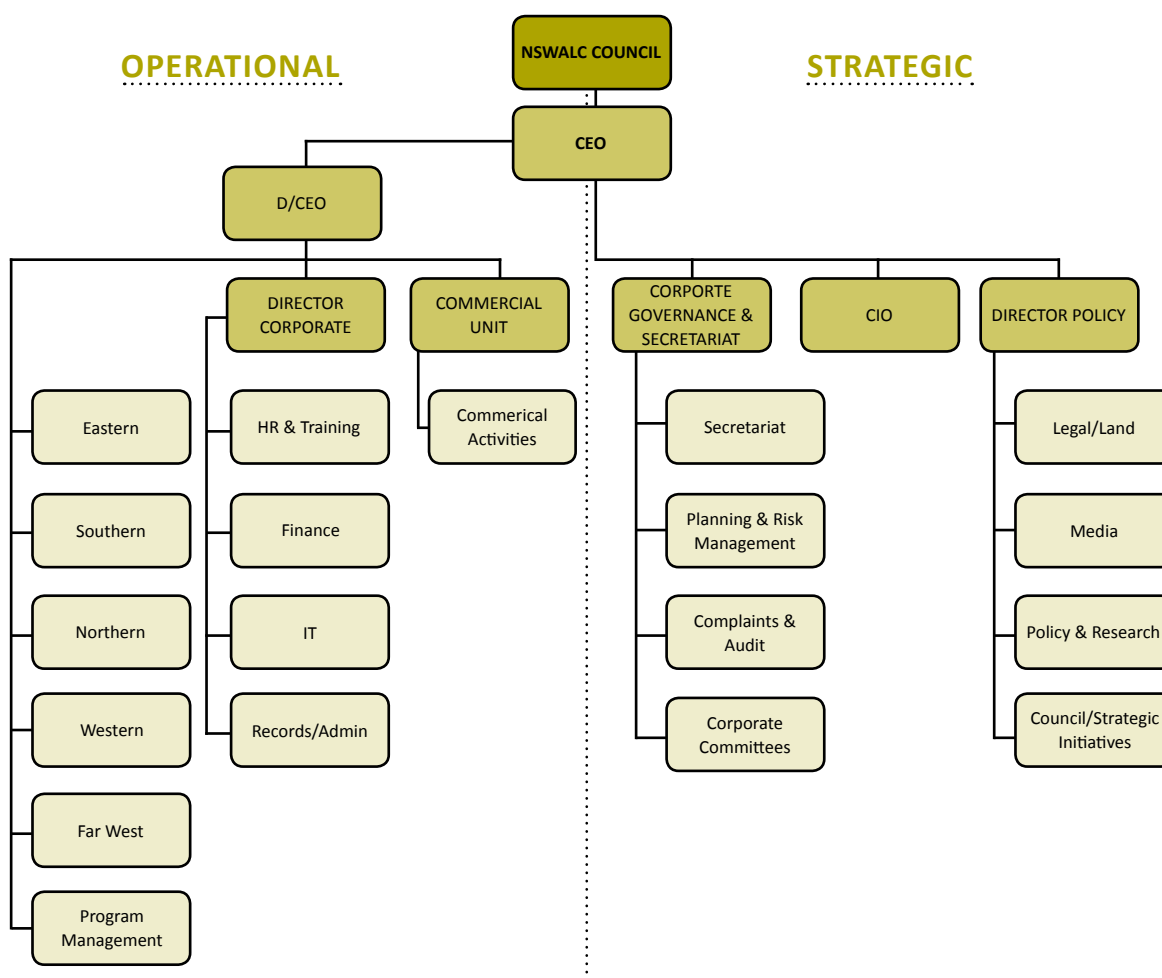 OPERATIONAL
NSWALC COUNCIL
STRATEGIC
CEO
D/CEO
DIRECTOR
CORPORATE
COMMERCIAL
UNIT
CORPORTE
GOVERNANCE &
SECRETARIAT
CIO
DIRECTOR POLICY
Eastern
Southern
Northern
Western
Far West
Program
Management
HR & Training
Finance
IT
Records/Admin
Commerical
Activities
Secretariat
Planning & Risk
Management
Complaints &
Audit
Corporate
Committees
Legal/Land
Media
Policy & Research
Council/Strategic
Initiatives